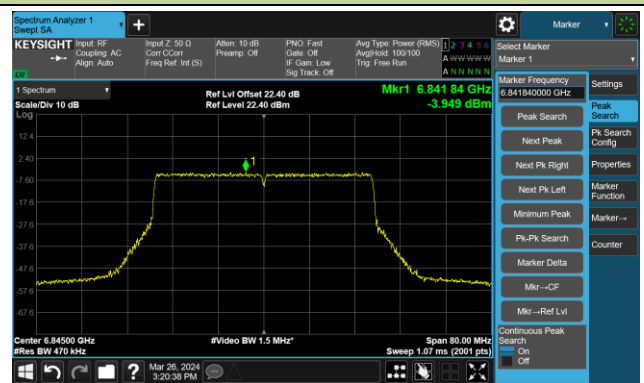 Spectrum Analyzer 1
Swept SA
Marker
KEYSIGHT
Input: RF
Coupling: AC
Align: Auto
Input Z: 50 Ω
Corr CCorr
Freq Ref: Int (S)
Atten: 10 dB
Preamp: Off
PNO: Fast
Gate: Off
IF Gain: Low
Sig Track: Off
Avg Type: Power (RMS)
Avg|Hold: 100/100
Trig: Free Run
1 2 3 4 5 6
A W W W W W
A N N N N N
LW
1 Spectrum
Scale/Div 10 dB
Log
Ref Lvl Offset 22.40 dB
Ref Level 22.40 dBm
Mkr1 6.841 84 GHz
-3.949 dBm
12.4
2.40
-7.60
-17.6
-27.6
-37.6
-47.6
-57.6
-67.6
1
Center 6.84500 GHz
#Res BW 470 kHz
#Video BW 1.5 MHz*
Span 80.00 MHz
Sweep 1.07 ms (2001 pts)
Mar 26, 2024
3:20:38 PM
Select Marker
Marker 1
Marker Frequency
6.841840000 GHz
Peak Search
Next Peak
Next Pk Right
Next Pk Left
Minimum Peak
Pk-Pk Search
Marker Delta
Mkr→CF
Mkr→Ref Lvl
Continuous Peak
Search
On
Off
Settings
Peak
Search
Pk Search
Config
Properties
Marker
Function
Marker→
Counter